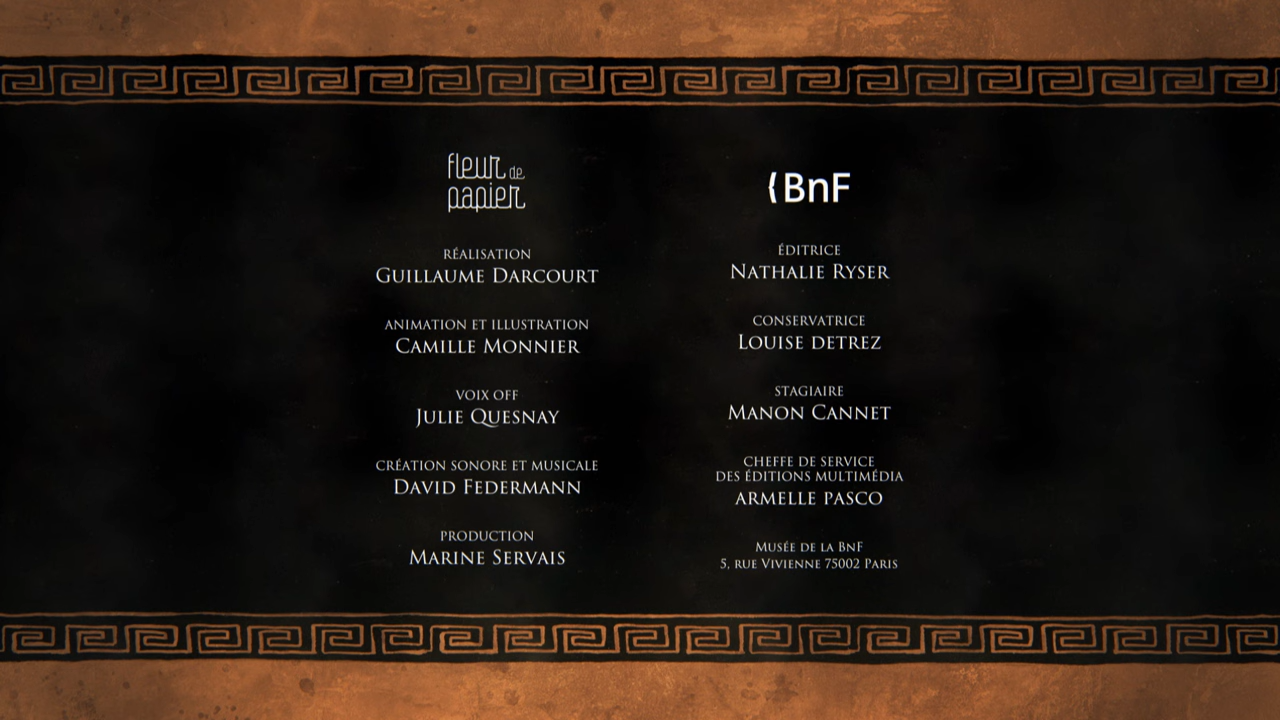 fleur de
papier
RÉALISATION
GUILLAUME DARCOURT
ANIMATION ET ILLUSTRATION
CAMILLE MONNIER
VOIX OFF
JULIE QUESNAY
CRÉATION SONORE ET MUSICALE
DAVID FEDERMANN
PRODUCTION
MARINE SERVAIS
BnF
ÉDITRICE
NATHALIE RYSER
CONSERVATRICE
LOUISE DETREZ
STAGIAIRE
MANON CANNET
CHEFFE DE SERVICE
DES ÉDITIONS MULTIMÉDIA
ARMELLE PASCO
MUSÉE DE LA BNF
5, RUE VIVIENNE 75002 PARIS